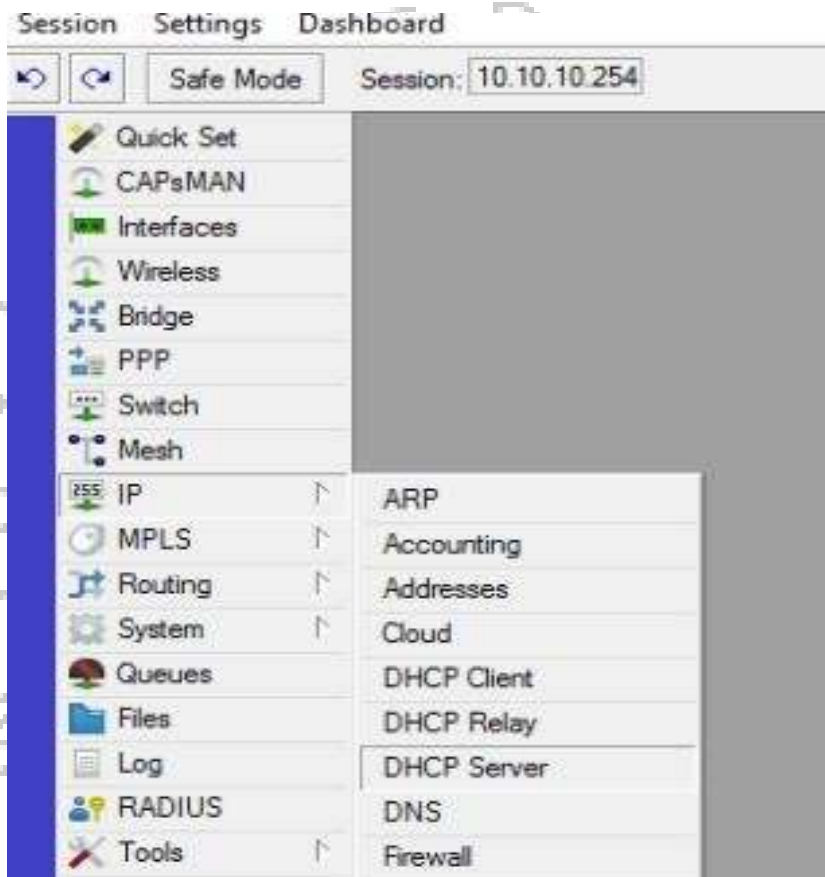 Session Settings Dashboard
Safe Mode Session: 10.10.10.254
Quick Set
CAPsMAN
Interfaces
Wireless
Bridge
PPP
Switch
Mesh
255 IP
MPLS
Routing
System
Queues
Files
Log
RADIUS
Tools
ARP
Accounting
Addresses
Cloud
DHCP Client
DHCP Relay
DHCP Server
DNS
Firewall